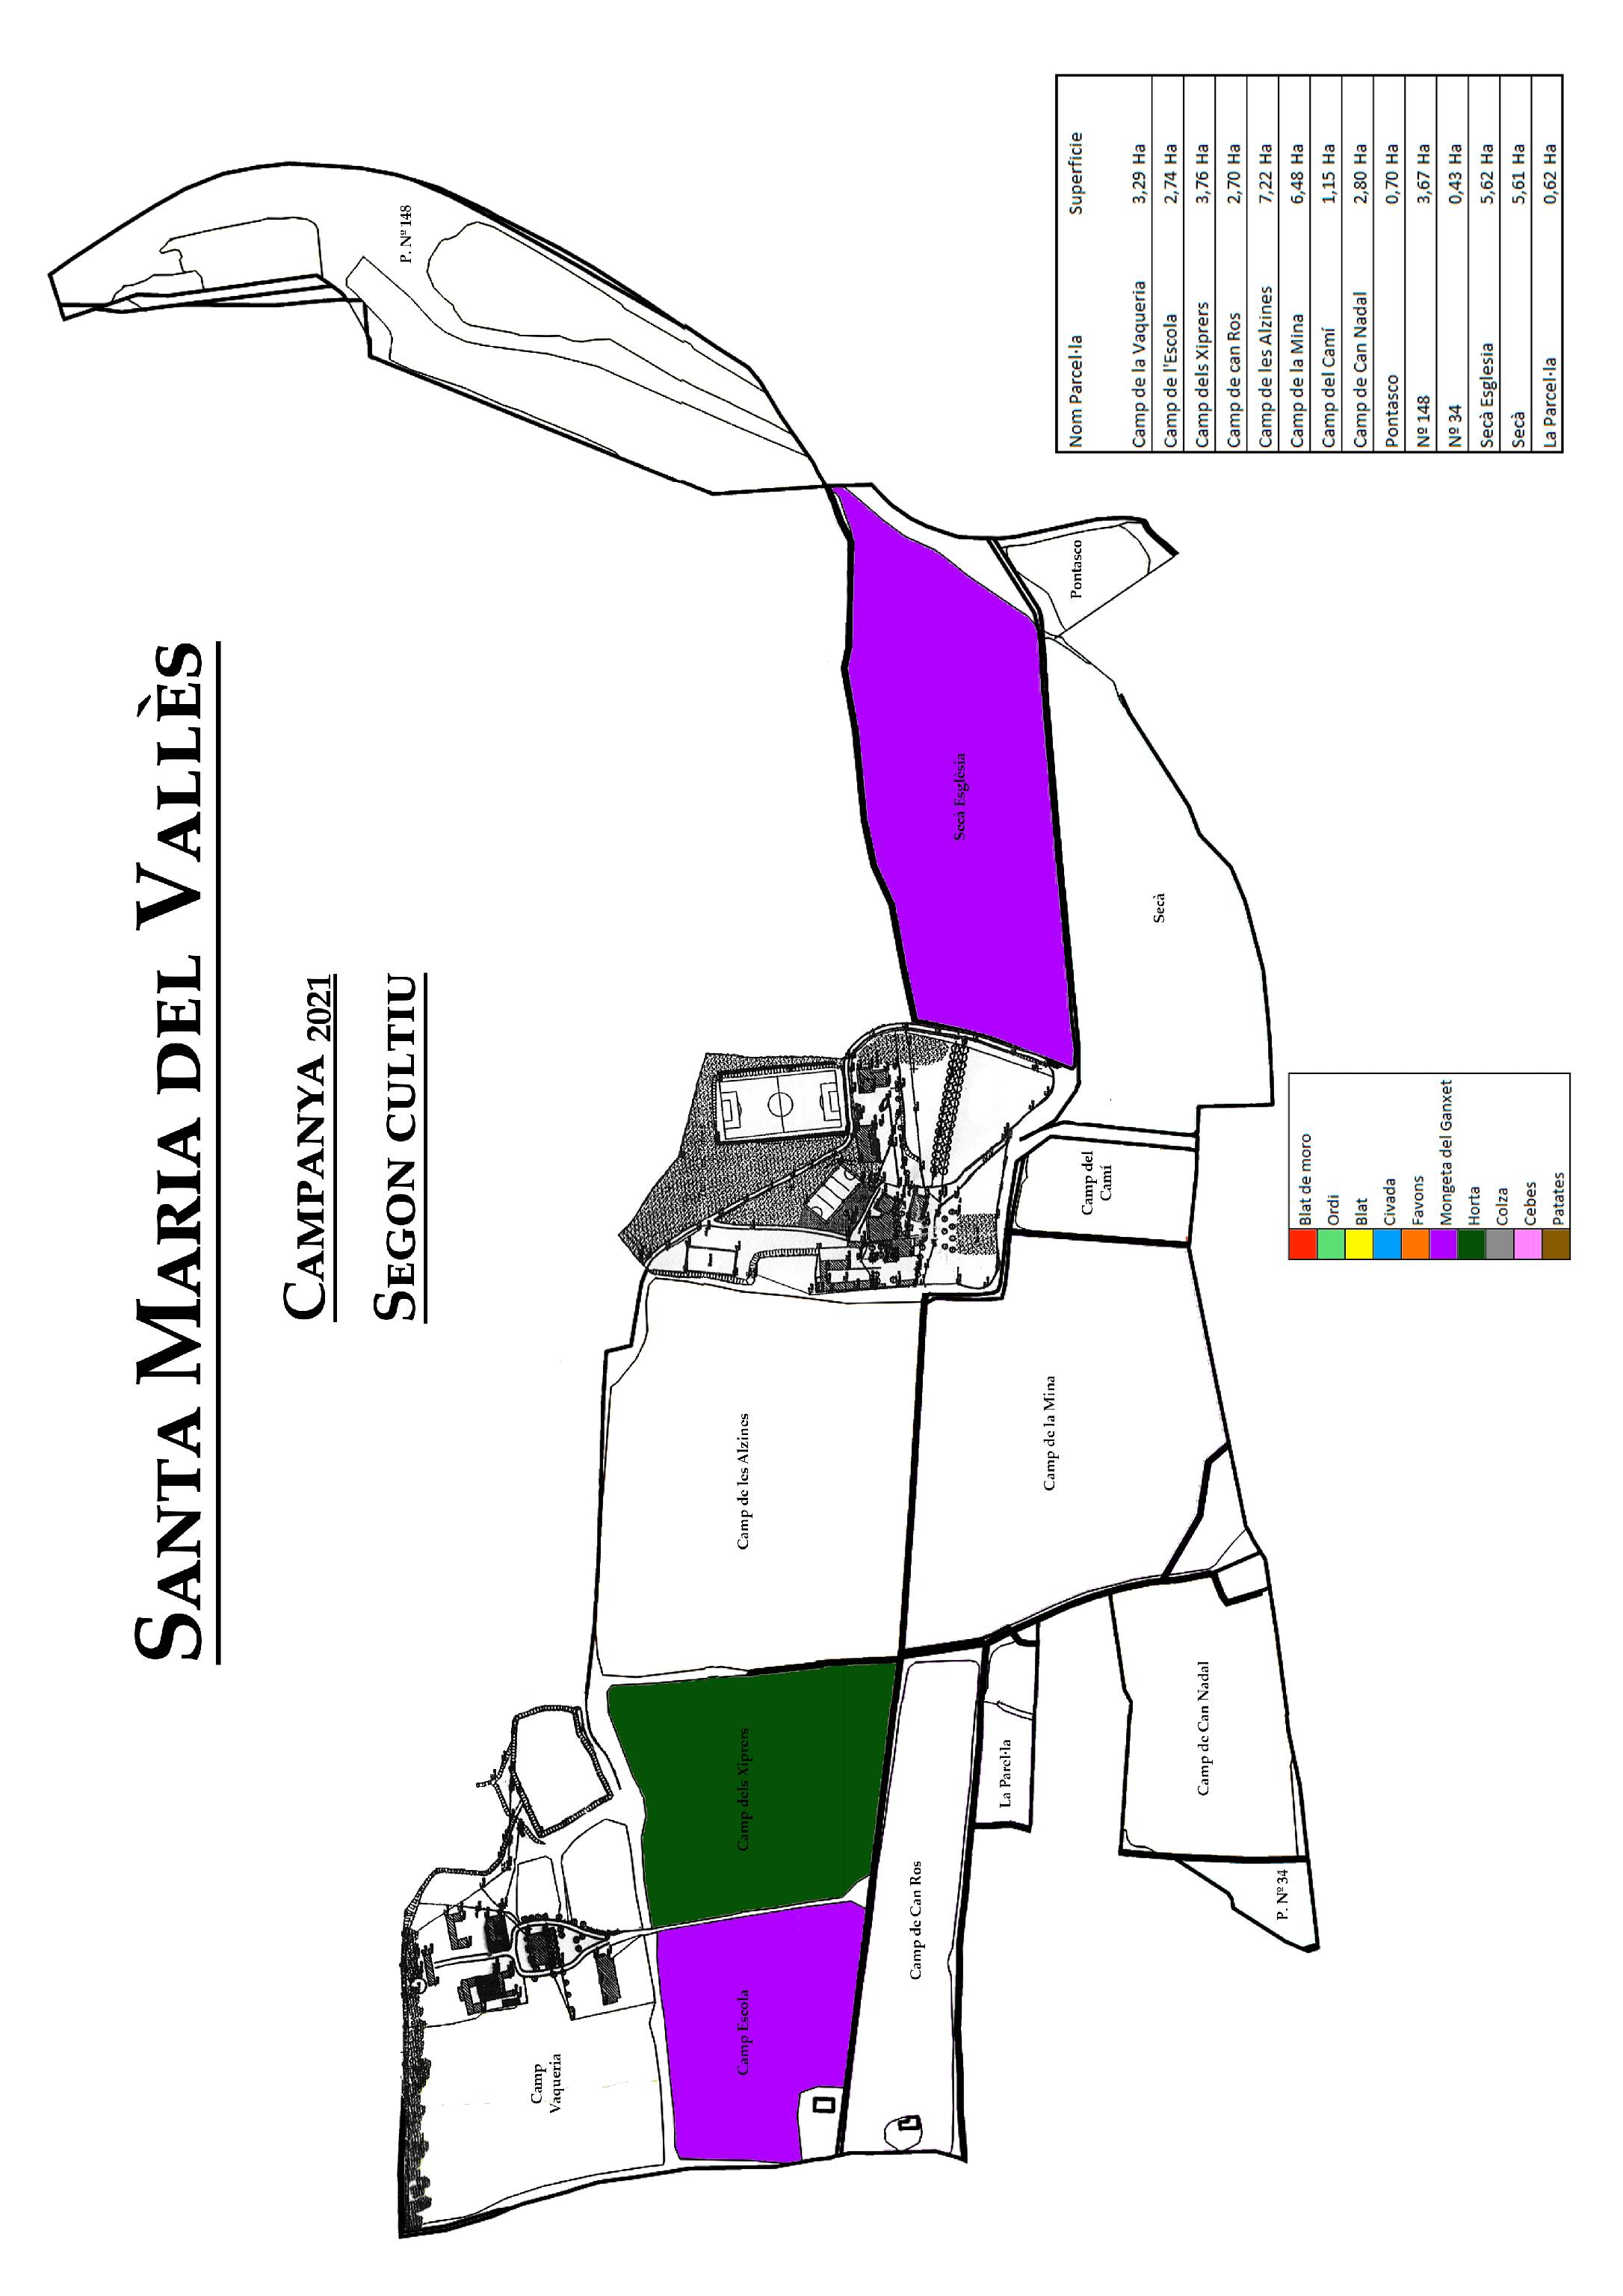 SANTA MARIA DEL VALLÈS
CAMPANYA 2021
SEGON CULTIU
P. Nº 148
Pontasco
Secà Esglèsia
Secà
Camp del
Camí
Camp de les Alzines
Camp de la Mina
Camp dels Xiprers
Camp de Can Ros
La Parcel·la
Camp de Can Nadal
P. Nº 34
Camp Escola
Camp
Vaqueria
Nom Parcel·la Superficie
Camp de la Vaqueria 3,29 Ha
Camp de l'Escola 2,74 Ha
Camp dels Xiprers 3,76 Ha
Camp de can Ros 2,70 Ha
Camp de les Alzines 7,22 Ha
Camp de la Mina 6,48 Ha
Camp del Camí 1,15 Ha
Camp de Can Nadal 2,80 Ha
Pontasco 0,70 Ha
Nº 148 3,67 Ha
Nº 34 0,43 Ha
Secà Esglesia 5,62 Ha
Secà 5,61 Ha
La Parcel·la 0,62 Ha
Blat de moro
Ordi
Blat
Civada
Favons
Mongeta del Ganxet
Horta
Colza
Cebes
Patates